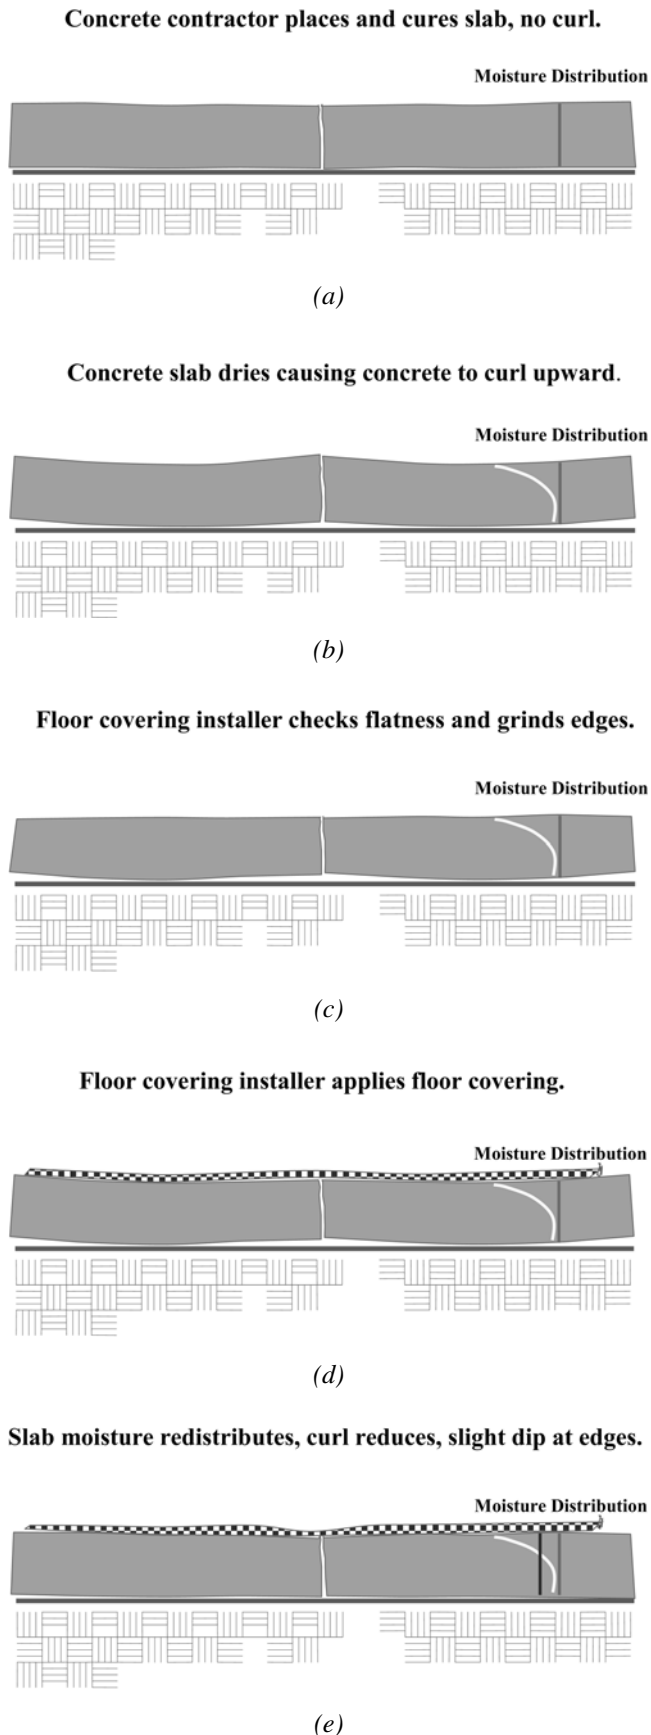 Concrete contractor places and cures slab, no curl.
Moisture Distribution
(a)
Concrete slab dries causing concrete to curl upward.
Moisture Distribution
(b)
Floor covering installer checks flatness and grinds edges.
Moisture Distribution
(c)
Floor covering installer applies floor covering.
Moisture Distribution
(d)
Slab moisture redistributes, curl reduces, slight dip at edges.
Moisture Distribution
(e)